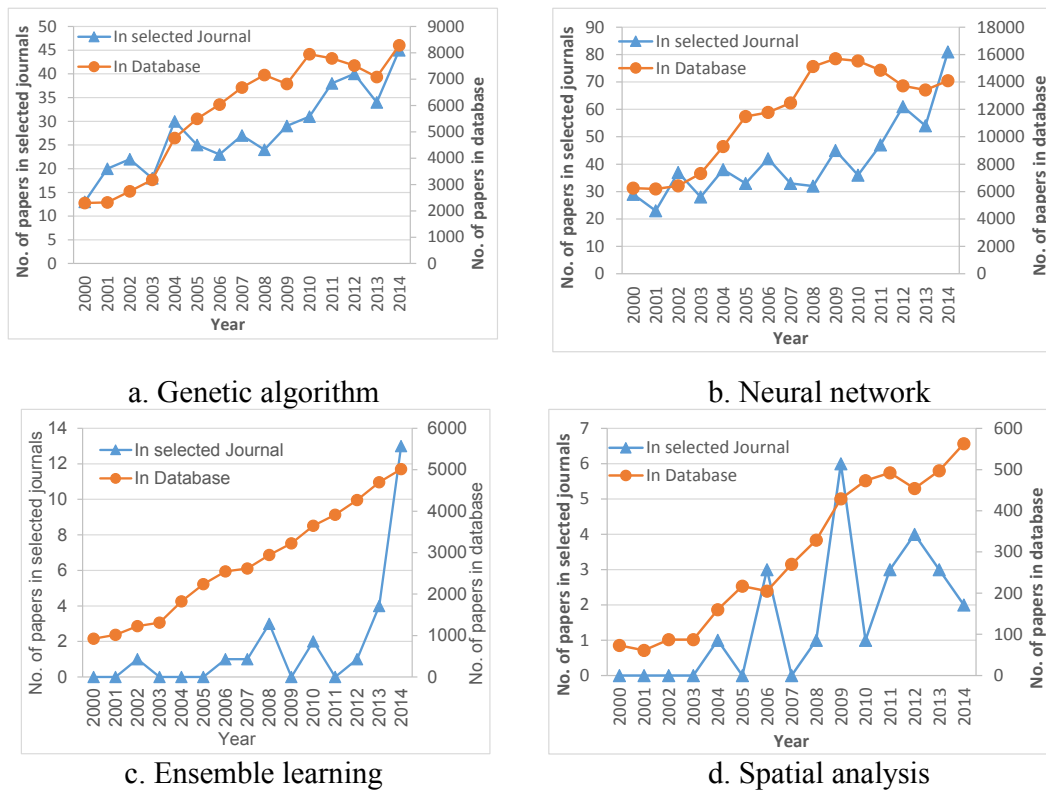 No. of papers in selected journals
50
45
40
35
30
25
20
15
10
5
0
In selected Journal
In Database
9000
8000
7000
6000
5000
4000
3000
2000
1000
0
No. of papers in database
2000 2001 2002 2003 2004 2005 2006 2007 2008 2009 2010 2011 2012 2013 2014
Year
a. Genetic algorithm
No. of papers in selected journals
90
80
70
60
50
40
30
20
10
0
In selected Journal
In Database
18000
16000
14000
12000
10000
8000
6000
4000
2000
0
No. of papers in database
2000 2001 2002 2003 2004 2005 2006 2007 2008 2009 2010 2011 2012 2013 2014
Year
b. Neural network
No. of papers in selected journals
14
12
10
8
6
4
2
0
In selected Journal
In Database
6000
5000
4000
3000
2000
1000
0
No. of papers in database
2000 2001 2002 2003 2004 2005 2006 2007 2008 2009 2010 2011 2012 2013 2014
Year
c. Ensemble learning
No. of papers in selected journals
7
6
5
4
3
2
1
0
In selected Journal
In Database
600
500
400
300
200
100
0
No. of papers in database
2000 2001 2002 2003 2004 2005 2006 2007 2008 2009 2010 2011 2012 2013 2014
Year
d. Spatial analysis